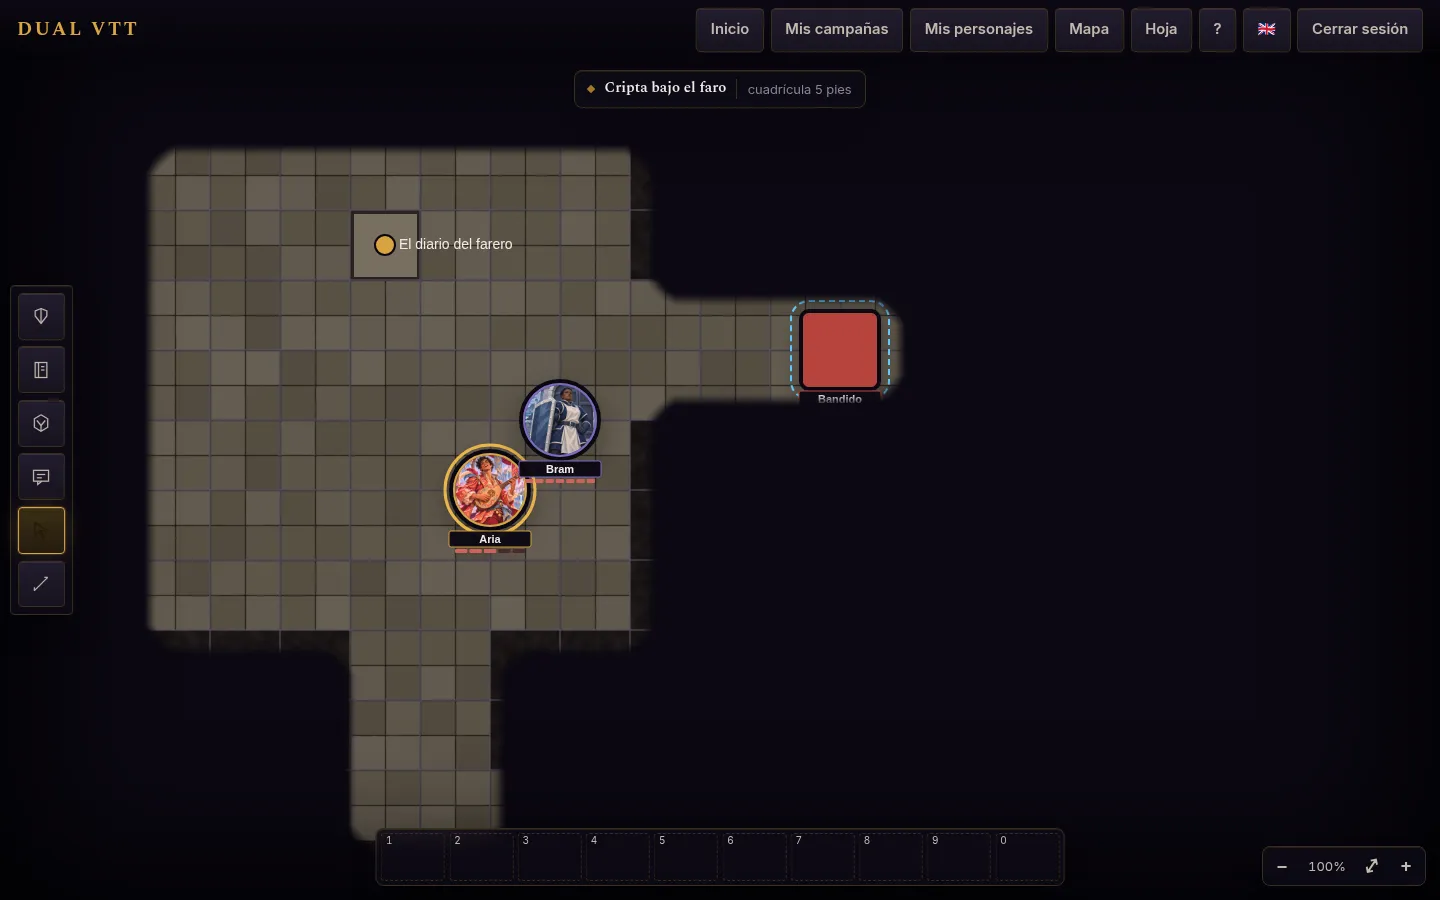 DUAL VTT
Inicio
Mis campañas
Mis personajes
Mapa
Hoja
?
Cerrar sesión
Cripta bajo el faro
cuadrícula 5 pies
El diario del farero
Bandido
Bram
Aria
1
2
3
4
5
6
7
8
9
0
− 100% +